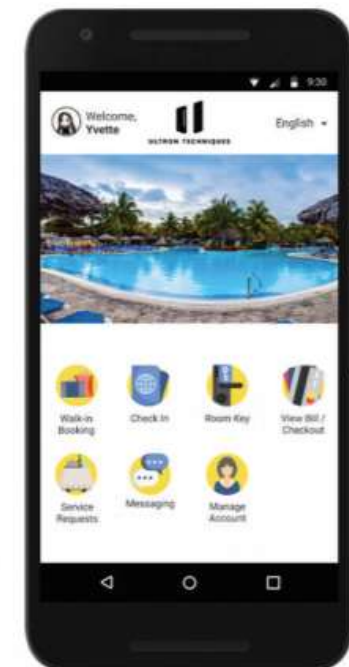 9:30
Welcome,
Yvette
ULTRON TECHNIQUES
English
Walk-in
Booking
Check In
Room Key
View Bill /
Checkout
Service
Requests
Messaging
Manage
Account